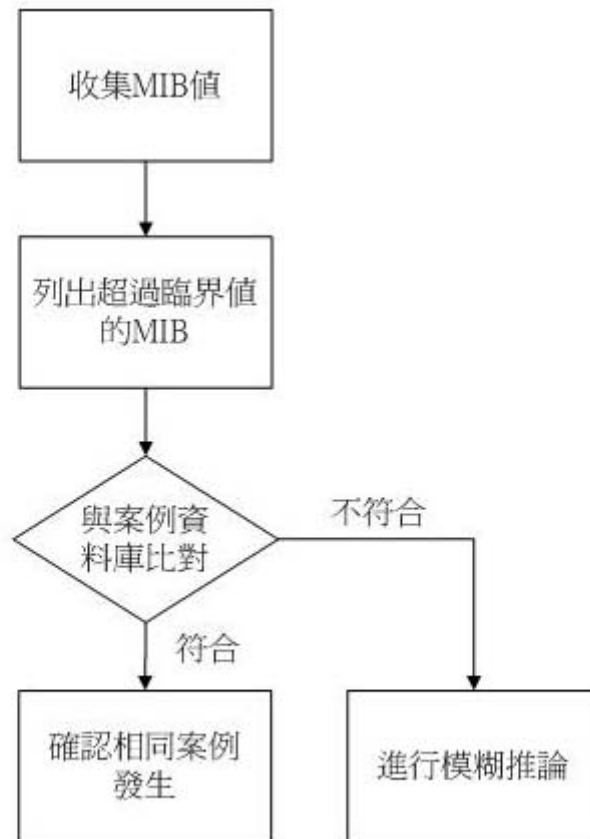 收集MIB值
列出超過臨界值
的MIB
與案例資
料庫比對
不符合
符合
確認相同案例
發生
進行模糊推論